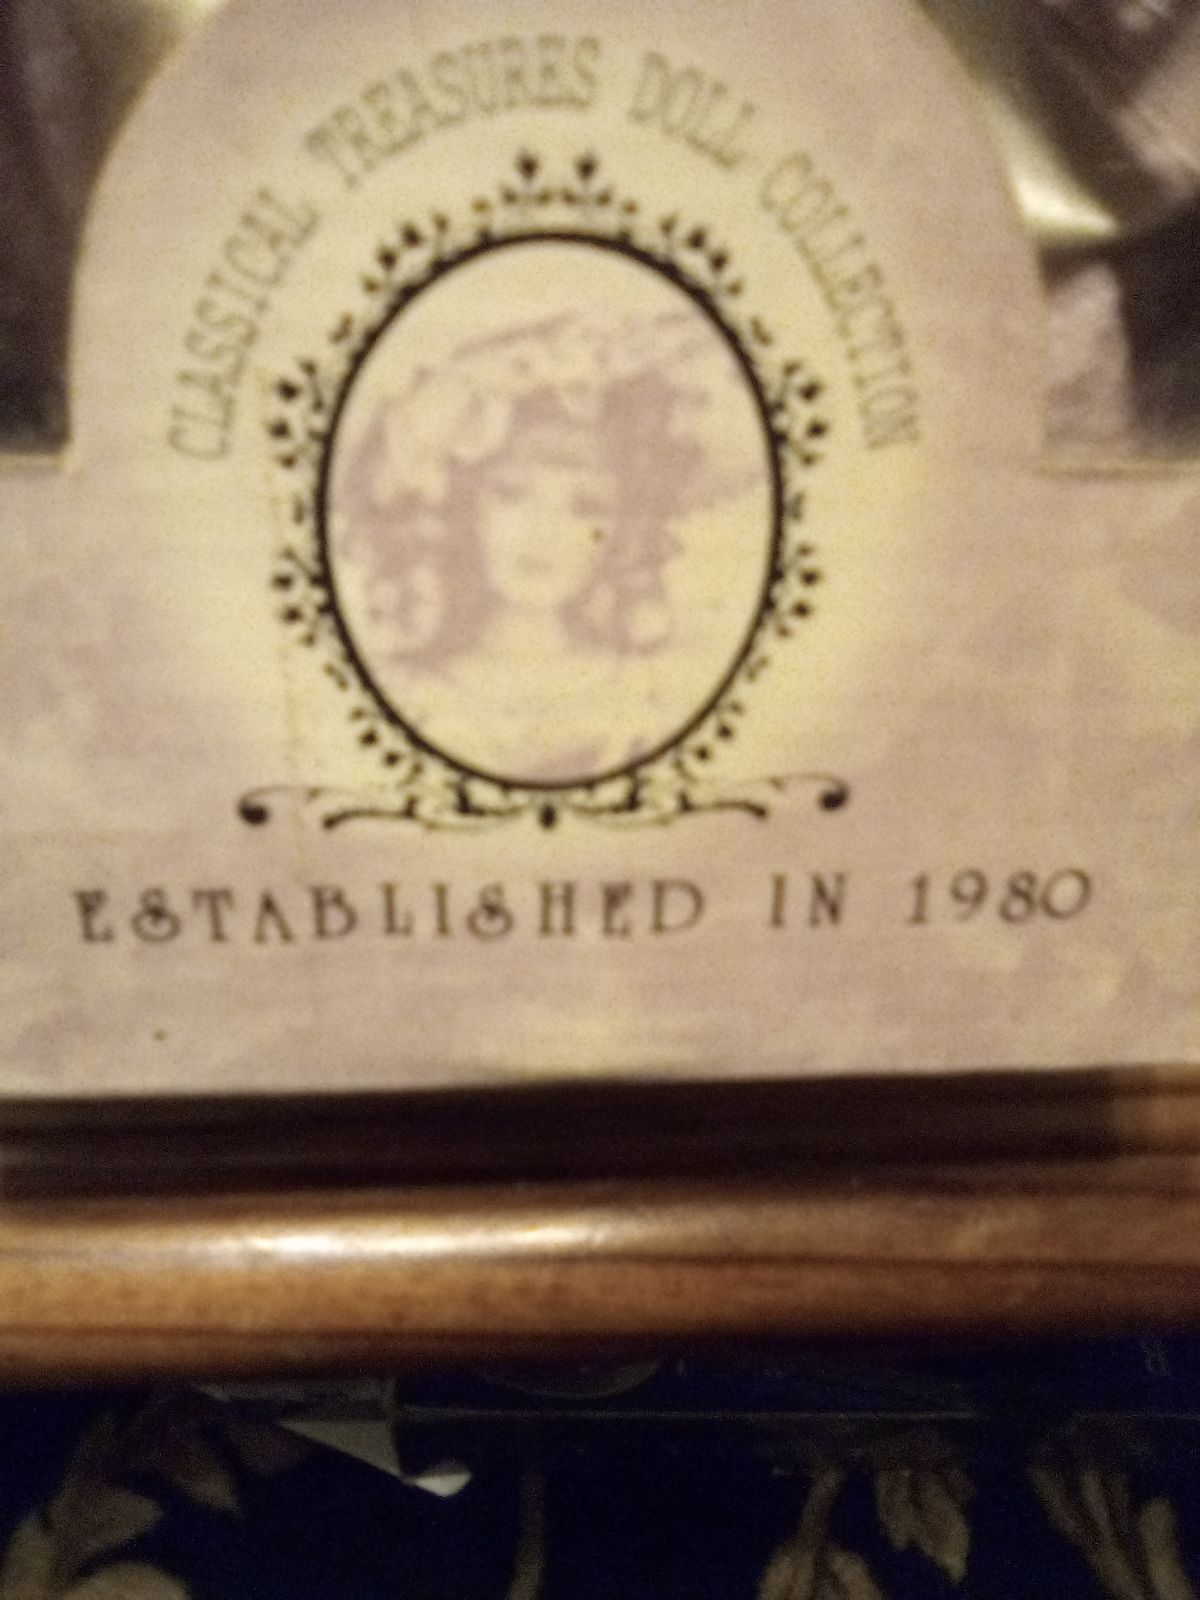 CLASSICAL TREASURES DOLL COLLECTION
ESTABLISHED IN 1980